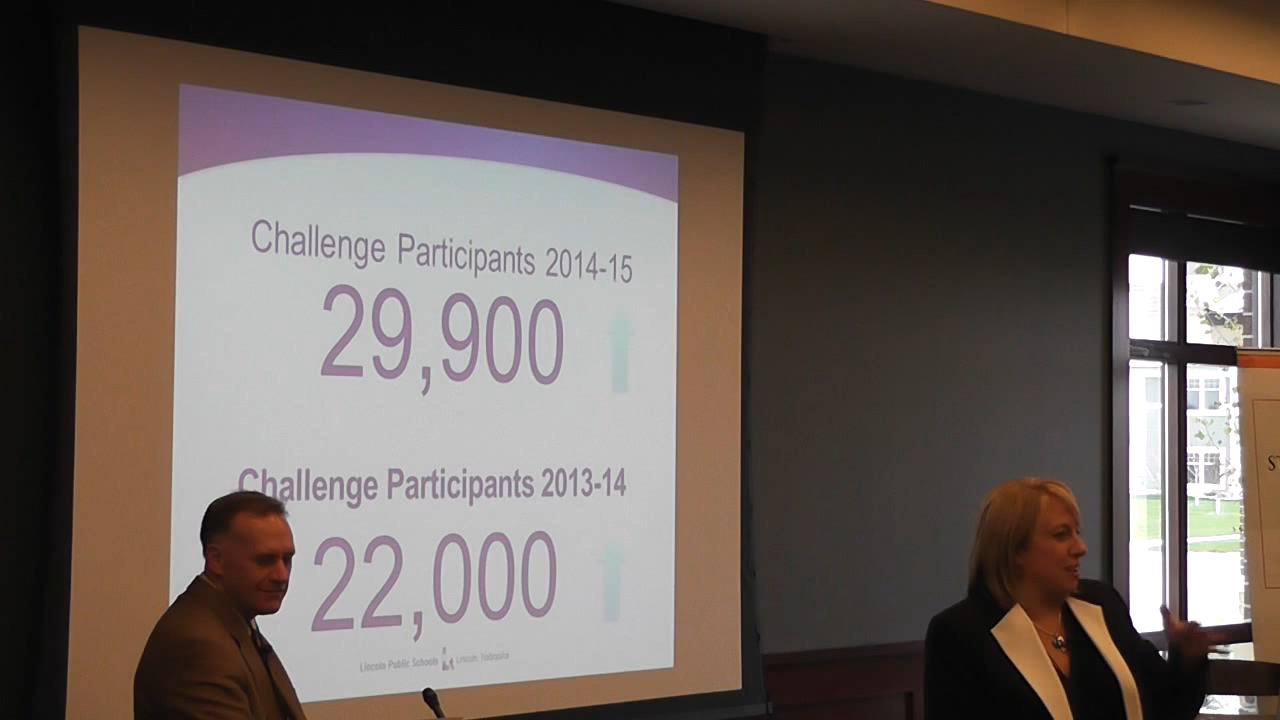 Challenge Participants 2014-15
29,900
Challenge Participants 2013-14
22,000
Lincoln Public Schools Lincoln, Nebraska